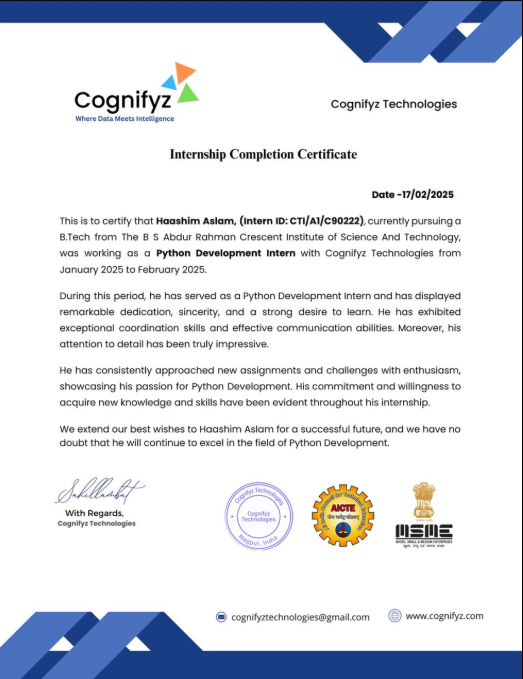 Cognifyz
Where Data Meets Intelligence
Cognifyz Technologies
Internship Completion Certificate
Date -17/02/2025
This is to certify that Haashim Aslam, (Intern ID: CTI/A1/C90222), currently pursuing a
B.Tech from The B S Abdur Rahman Crescent Institute of Science And Technology,
was working as a Python Development Intern with Cognifyz Technologies from
January 2025 to February 2025.
During this period, he has served as a Python Development Intern and has displayed
remarkable dedication, sincerity, and a strong desire to learn. He has exhibited
exceptional coordination skills and effective communication abilities. Moreover, his
attention to detail has been truly impressive.
He has consistently approached new assignments and challenges with enthusiasm,
showcasing his passion for Python Development. His commitment and willingness to
acquire new knowledge and skills have been evident throughout his internship.
We extend our best wishes to Haashim Aslam for a successful future, and we have no
doubt that he will continue to excel in the field of Python Development.
With Regards,
Cognifyz Technologies
Cognifyz Technologies
Cognifyz
Technologies
Nagpur, India
AICTE
MSME
MICRO, SMALL & MEDIUM ENTERPRISES
cognifyztechnologies@gmail.com
www.cognifyz.com